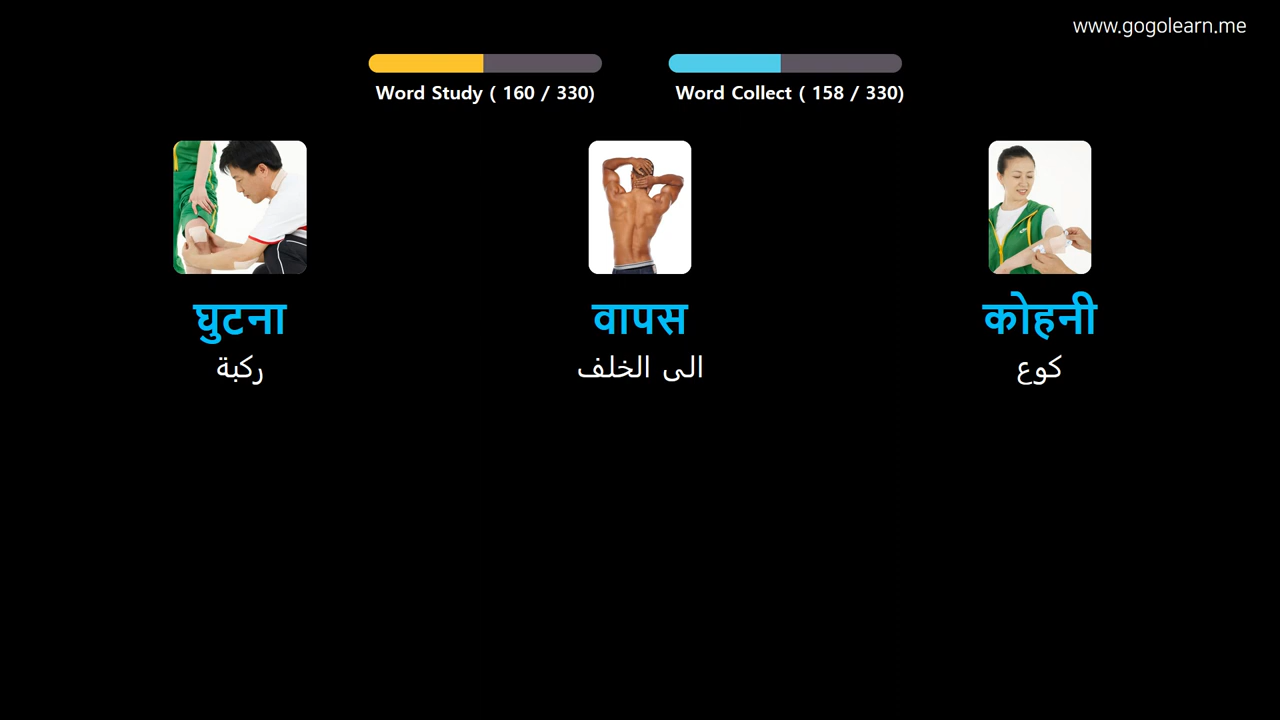 www.gogolearn.me
Word Study ( 160 / 330)
Word Collect ( 158 / 330)
घुटना
वापस
कोहनी
ركبة
الى الخلف
كوع